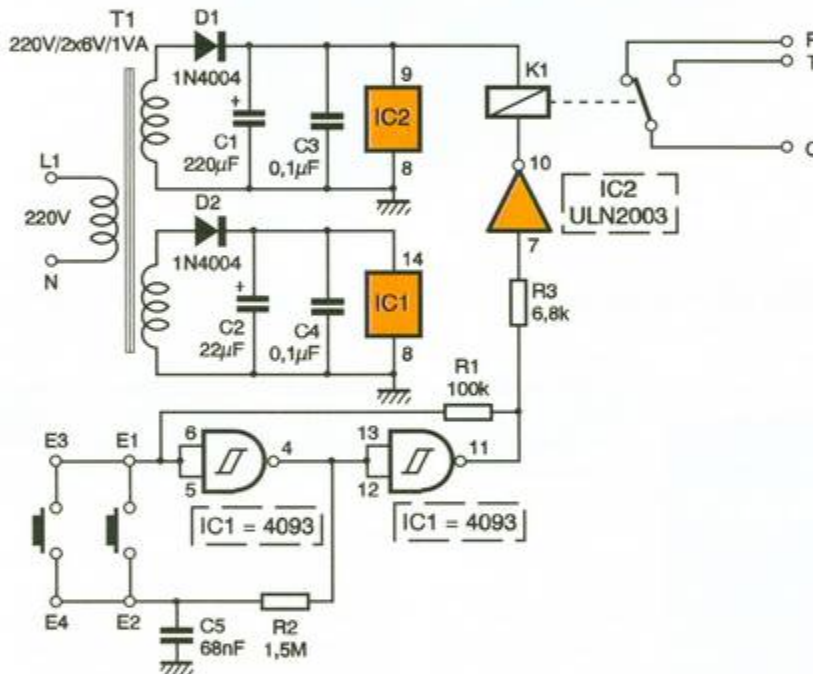 T1
220V/2x6V/1VA
D1
1N4004
L1
220V
N
C1
220µF
C3
0,1µF
9
IC2
8
K1
10
7
IC2
ULN2003
D2
1N4004
C2
22µF
C4
0,1µF
14
IC1
8
R3
6,8k
R1
100k
E3
E1
6
5
4
13
12
11
IC1 = 4093
IC1 = 4093
E4
E2
C5
68nF
R2
1,5M